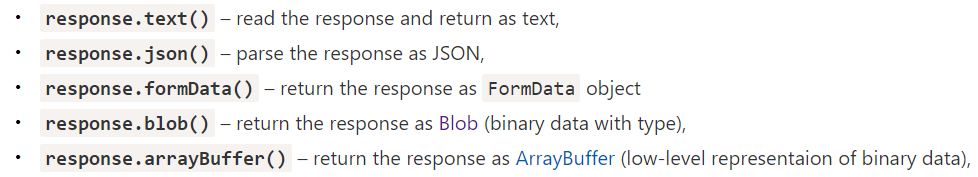 • response.text() – read the response and return as text,
• response.json() – parse the response as JSON,
• response.formData() – return the response as FormData object
• response.blob() – return the response as Blob (binary data with type),
• response.arrayBuffer() – return the response as ArrayBuffer (low-level representaion of binary data),